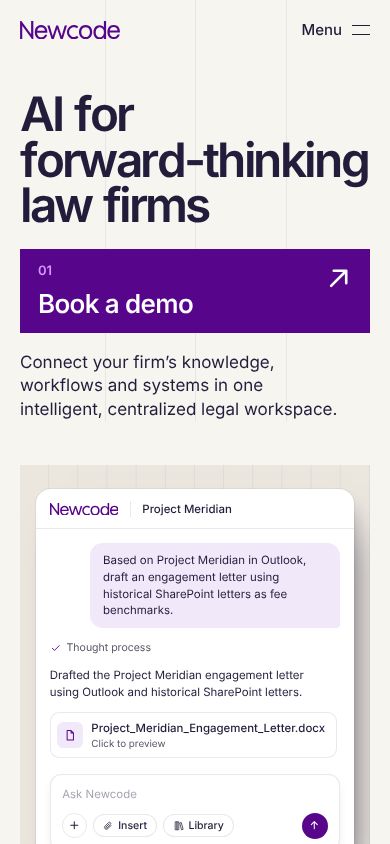 Newcode
Menu
AI for
forward-thinking
law firms
01
Book a demo
Connect your firm’s knowledge,
workflows and systems in one
intelligent, centralized legal workspace.
Newcode
Project Meridian
Based on Project Meridian in Outlook,
draft an engagement letter using
historical SharePoint letters as fee
benchmarks.
Thought process
Drafted the Project Meridian engagement letter
using Outlook and historical SharePoint letters.
Project_Meridian_Engagement_Letter.docx
Click to preview
Ask Newcode
Insert
Library